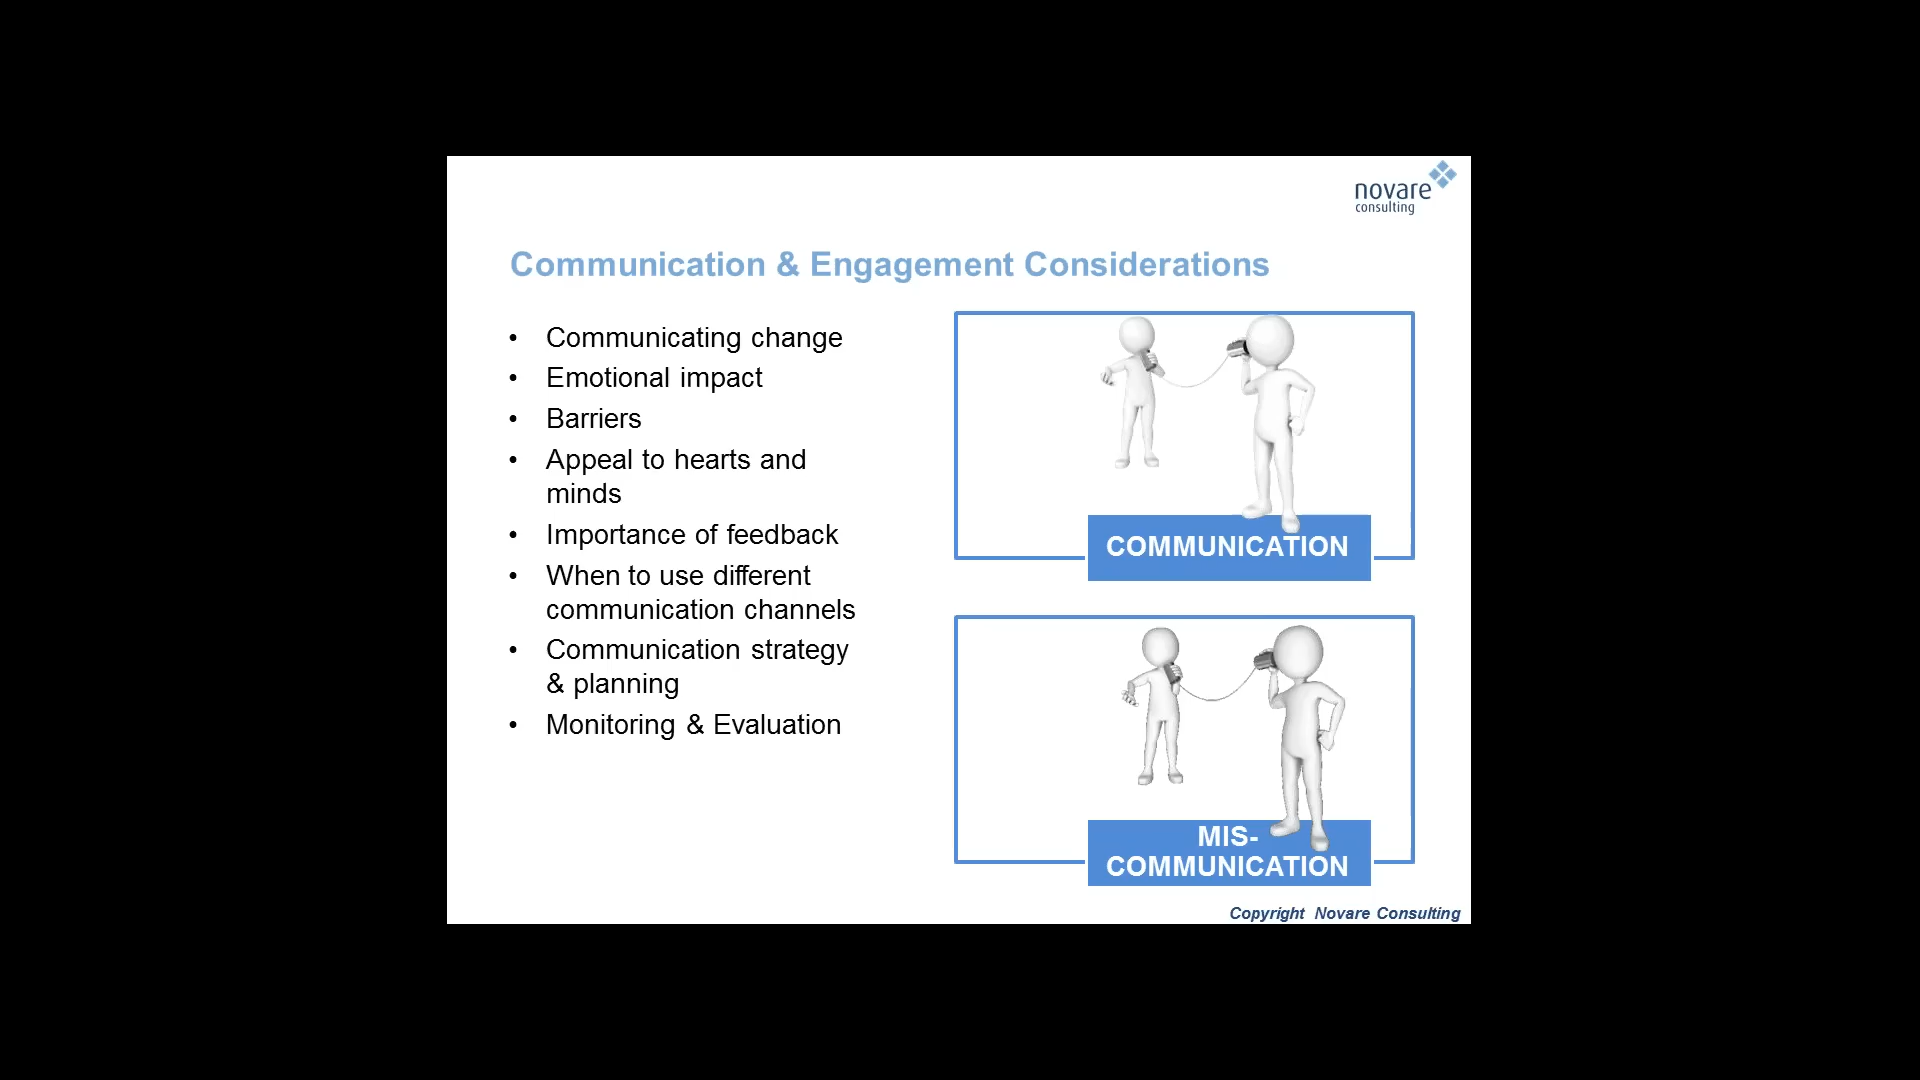 novare
consulting
Communication & Engagement Considerations
• Communicating change
• Emotional impact
• Barriers
• Appeal to hearts and
minds
• Importance of feedback
• When to use different
communication channels
• Communication strategy
& planning
• Monitoring & Evaluation
COMMUNICATION
MIS-
COMMUNICATION
Copyright Novare Consulting